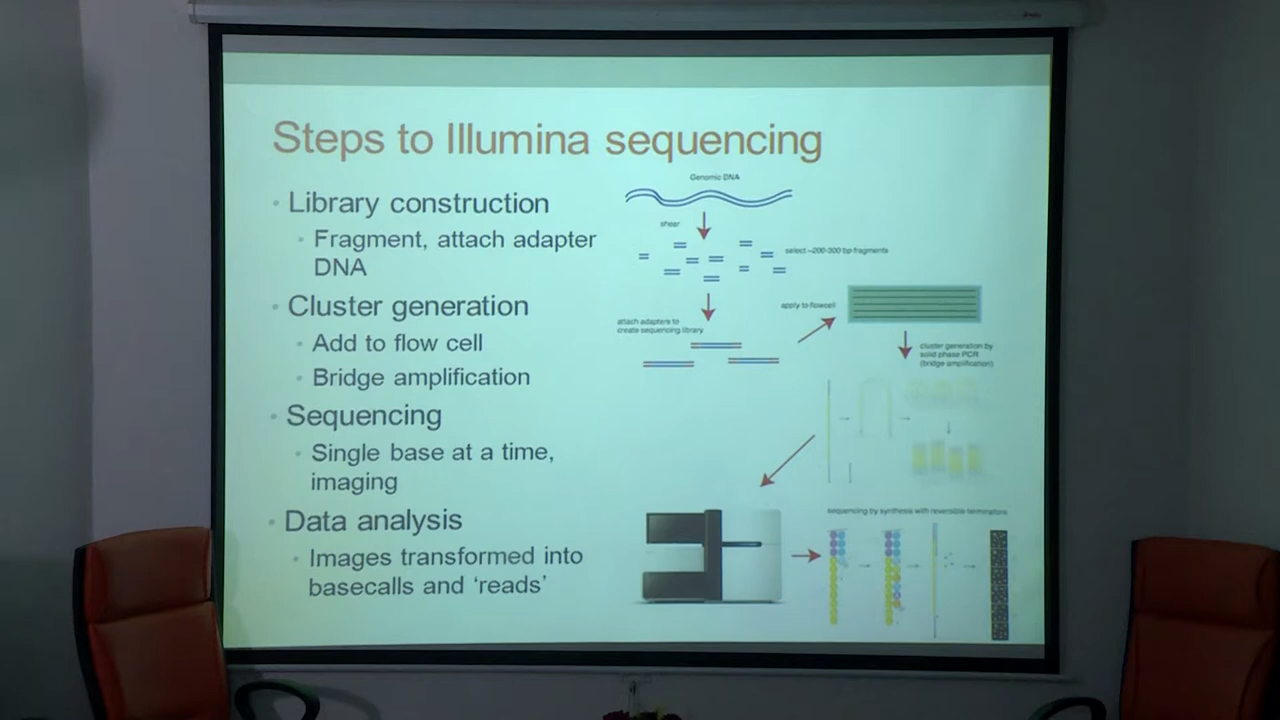 Steps to Illumina sequencing
• Library construction
• Fragment, attach adapter
DNA
• Cluster generation
• Add to flow cell
• Bridge amplification
• Sequencing
• Single base at a time,
imaging
• Data analysis
• Images transformed into
basecalls and ‘reads’
Genomic DNA
shear
select ~200-300 bp fragments
attach adapters to
create sequencing library
apply to flowcell
cluster generation by
solid phase PCR
(bridge amplification)
sequencing by synthesis with reversible terminators